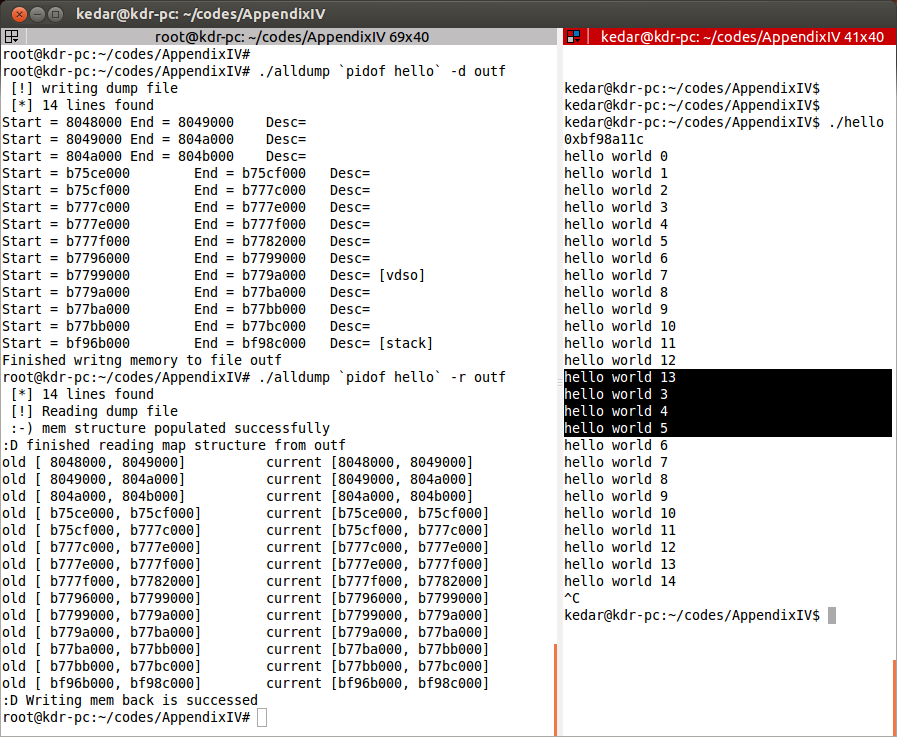 kedar@kdr-pc: ~/codes/AppendixIV
root@kdr-pc: ~/codes/AppendixIV 69x40
root@kdr-pc:~/codes/AppendixIV#
root@kdr-pc:~/codes/AppendixIV# ./alldump `pidof hello` -d outf
[!] writing dump file
[*] 14 lines found
Start = 8048000 End = 8049000    Desc=
Start = 8049000 End = 804a000    Desc=
Start = 804a000 End = 804b000    Desc=
Start = b75ce000        End = b75cf000   Desc=
Start = b75cf000        End = b777c000   Desc=
Start = b777c000        End = b777e000   Desc=
Start = b777e000        End = b777f000   Desc=
Start = b777f000        End = b7782000   Desc=
Start = b7796000        End = b7799000   Desc=
Start = b7799000        End = b779a000   Desc= [vdso]
Start = b779a000        End = b77ba000   Desc=
Start = b77ba000        End = b77bb000   Desc=
Start = b77bb000        End = b77bc000   Desc=
Start = bf96b000        End = bf98c000   Desc= [stack]
Finished writng memory to file outf
root@kdr-pc:~/codes/AppendixIV# ./alldump `pidof hello` -r outf
[*] 14 lines found
[!] Reading dump file
:-) mem structure populated successfully
:D finished reading map structure from outf
old [ 8048000, 8049000]          current [8048000, 8049000]
old [ 8049000, 804a000]          current [8049000, 804a000]
old [ 804a000, 804b000]          current [804a000, 804b000]
old [ b75ce000, b75cf000]        current [b75ce000, b75cf000]
old [ b75cf000, b777c000]        current [b75cf000, b777c000]
old [ b777c000, b777e000]        current [b777c000, b777e000]
old [ b777e000, b777f000]        current [b777e000, b777f000]
old [ b777f000, b7782000]        current [b777f000, b7782000]
old [ b7796000, b7799000]        current [b7796000, b7799000]
old [ b7799000, b779a000]        current [b7799000, b779a000]
old [ b779a000, b77ba000]        current [b779a000, b77ba000]
old [ b77ba000, b77bb000]        current [b77ba000, b77bb000]
old [ b77bb000, b77bc000]        current [b77bb000, b77bc000]
old [ bf96b000, bf98c000]        current [bf96b000, bf98c000]
:D Writing mem back is successed
root@kdr-pc:~/codes/AppendixIV#
kedar@kdr-pc: ~/codes/AppendixIV 41x40
kedar@kdr-pc:~/codes/AppendixIV$
kedar@kdr-pc:~/codes/AppendixIV$
kedar@kdr-pc:~/codes/AppendixIV$ ./hello
0xbf98a11c
hello world 0
hello world 1
hello world 2
hello world 3
hello world 4
hello world 5
hello world 6
hello world 7
hello world 8
hello world 9
hello world 10
hello world 11
hello world 12
hello world 13
hello world 3
hello world 4
hello world 5
hello world 6
hello world 7
hello world 8
hello world 9
hello world 10
hello world 11
hello world 12
hello world 13
hello world 14
^C
kedar@kdr-pc:~/codes/AppendixIV$